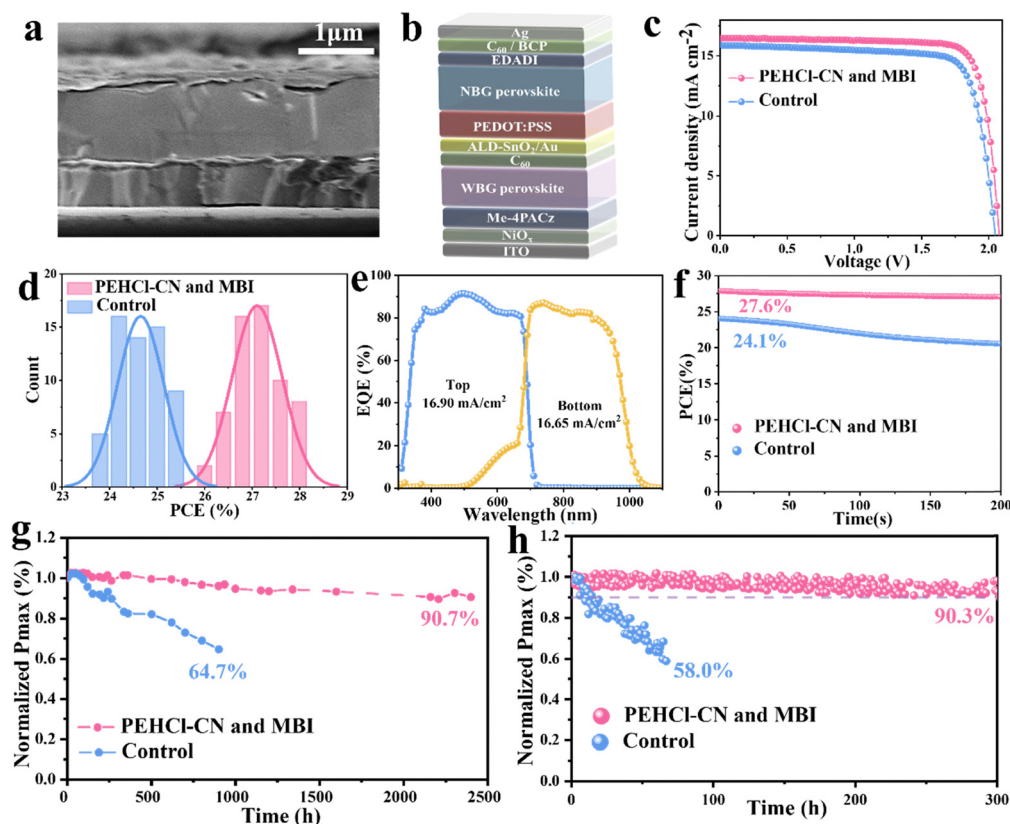 a
1μm
b
Ag
C60 / BCP
EDADI
NBG perovskite
PEDOT:PSS
ALD-SnO2/Au
C60
WBG perovskite
Me-4PACz
NiOx
ITO
c
Current density (mA cm-2)
15
10
5
0
PEHCl-CN and MBI
Control
0.0
0.5
1.0
1.5
2.0
Voltage (V)
d
Count
20
15
10
5
0
PEHCl-CN and MBI
Control
23
24
25
26
27
28
29
PCE (%)
e
EQE (%)
100
80
60
40
20
0
Top
16.90 mA/cm2
Bottom
16.65 mA/cm2
400
600
800
1000
Wavelength (nm)
f
PCE(%)
30
25
20
15
10
5
0
27.6%
24.1%
PEHCl-CN and MBI
Control
0
50
100
150
200
Time(s)
g
Normalized Pmax (%)
1.2
1.0
0.8
0.6
0.4
0.2
0.0
90.7%
64.7%
PEHCl-CN and MBI
Control
0
500
1000
1500
2000
2500
Time (h)
h
Normalized Pmax (%)
1.2
1.0
0.8
0.6
0.4
0.2
0.0
90.3%
58.0%
PEHCl-CN and MBI
Control
0
100
200
300
Time (h)